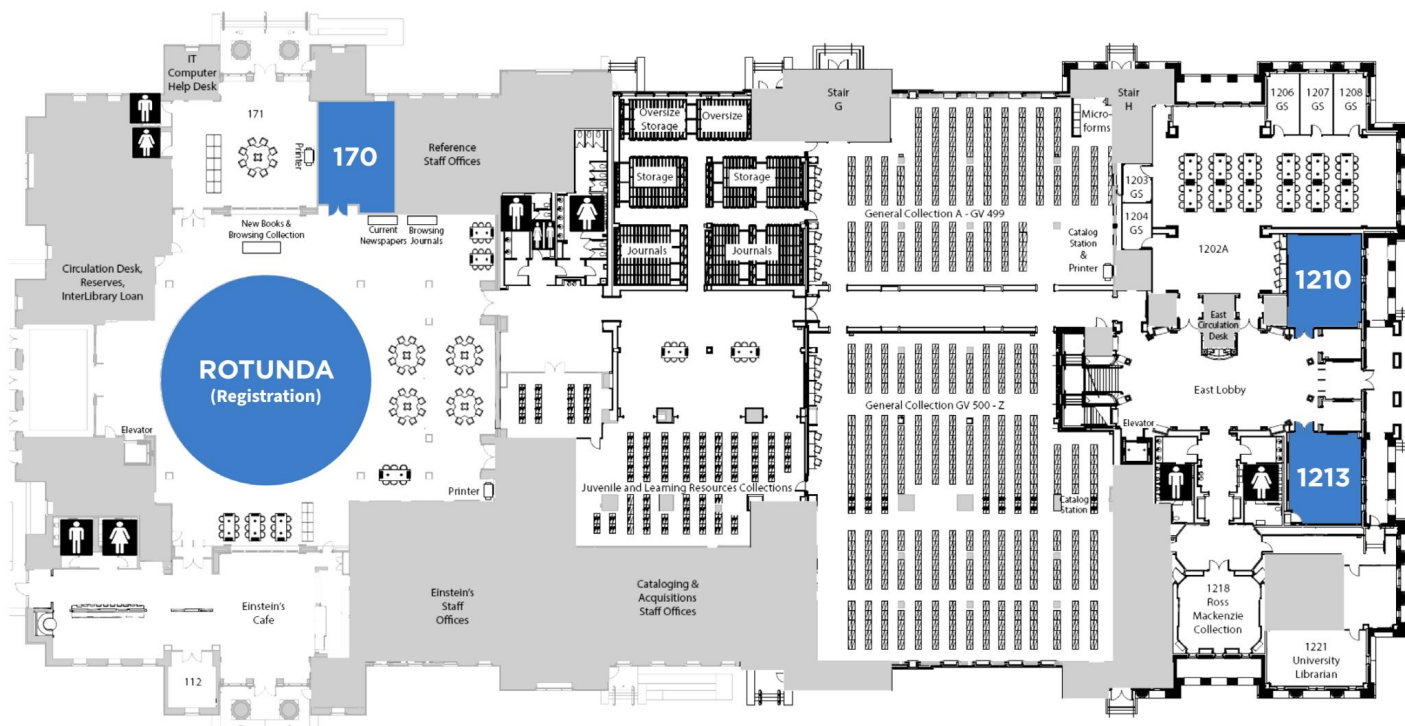 IT
Computer
Help Desk
171
Printer
170
Reference
Staff Offices
New Books &
Browsing Collection
Current
Newspapers
Browsing
Journals
Circulation Desk,
Reserves,
InterLibrary Loan
ROTUNDA
(Registration)
Elevator
Printer
Einstein's
Cafe
112
Einstein's
Staff
Offices
Oversize
Storage
Oversize
Storage
Storage
Journals
Journals
Juvenile and Learning Resources Collections
Cataloging &
Acquisitions
Staff Offices
Stair
G
General Collection A - GV 499
General Collection GV 500 - Z
Micro-
forms
Catalog
Station
&
Printer
Catalog
Station
Stair
H
1203
GS
1204
GS
1206
GS
1207
GS
1208
GS
1202A
1210
East
Circulation
Desk
East Lobby
Elevator
1213
1218
Ross
Mackenzie
Collection
1221
University
Librarian